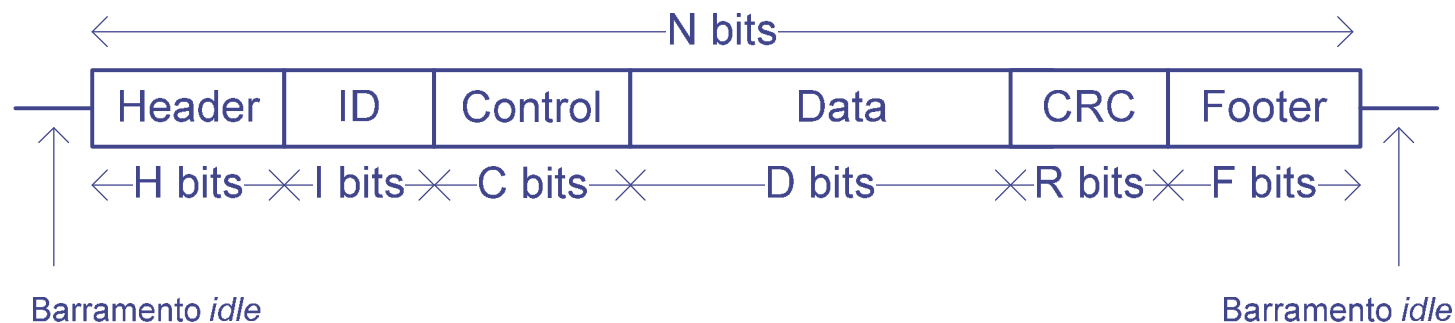 N bits
Header ID Control Data CRC Footer
H bits I bits C bits D bits R bits F bits
Barramento idle Barramento idle